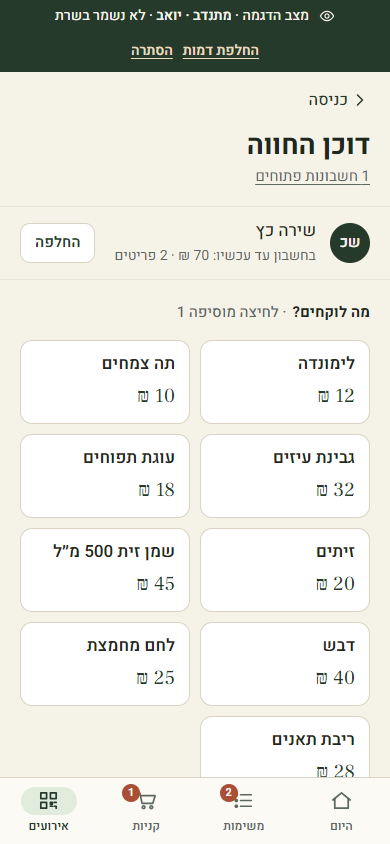 מצב הדגמה · מתנדב · יואב · לא נשמר בשרת
החלפת דמות הסתרה
כניסה
דוכן החווה
1 חשבונות פתוחים
שכ
שירה כץ
בחשבון עד עכשיו: 70 ₪ · 2 פריטים
החלפה
מה לוקחים? · לחיצה מוסיפה 1
לימונדה
12 ₪
תה צמחים
10 ₪
גבינת עיזים
32 ₪
עוגת תפוחים
18 ₪
זיתים
20 ₪
שמן זית 500 מ״ל
45 ₪
דבש
40 ₪
לחם מחמצת
25 ₪
ריבת תאנים
28 ₪
היום
2
משימות
1
קניות
אירועים